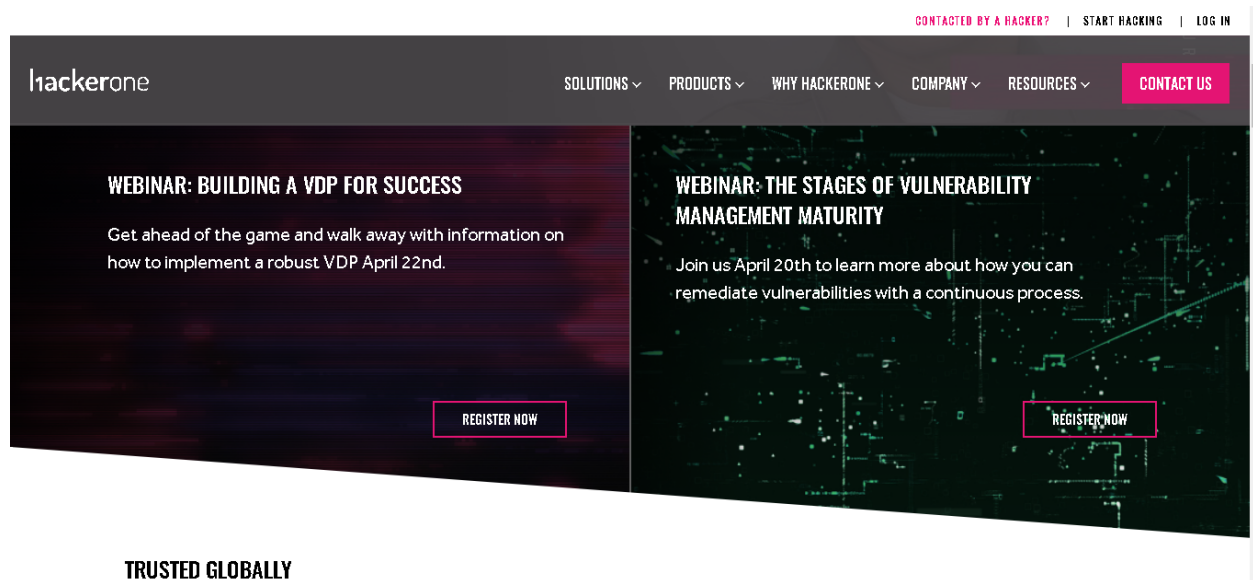 CONTACTED BY A HACKER? | START HACKING | LOG IN
hackerone
SOLUTIONS PRODUCTS WHY HACKERONE COMPANY RESOURCES CONTACT US
WEBINAR: BUILDING A VDP FOR SUCCESS
Get ahead of the game and walk away with information on
how to implement a robust VDP April 22nd.
REGISTER NOW
WEBINAR: THE STAGES OF VULNERABILITY
MANAGEMENT MATURITY
Join us April 20th to learn more about how you can
remediate vulnerabilities with a continuous process.
REGISTER NOW
TRUSTED GLOBALLY